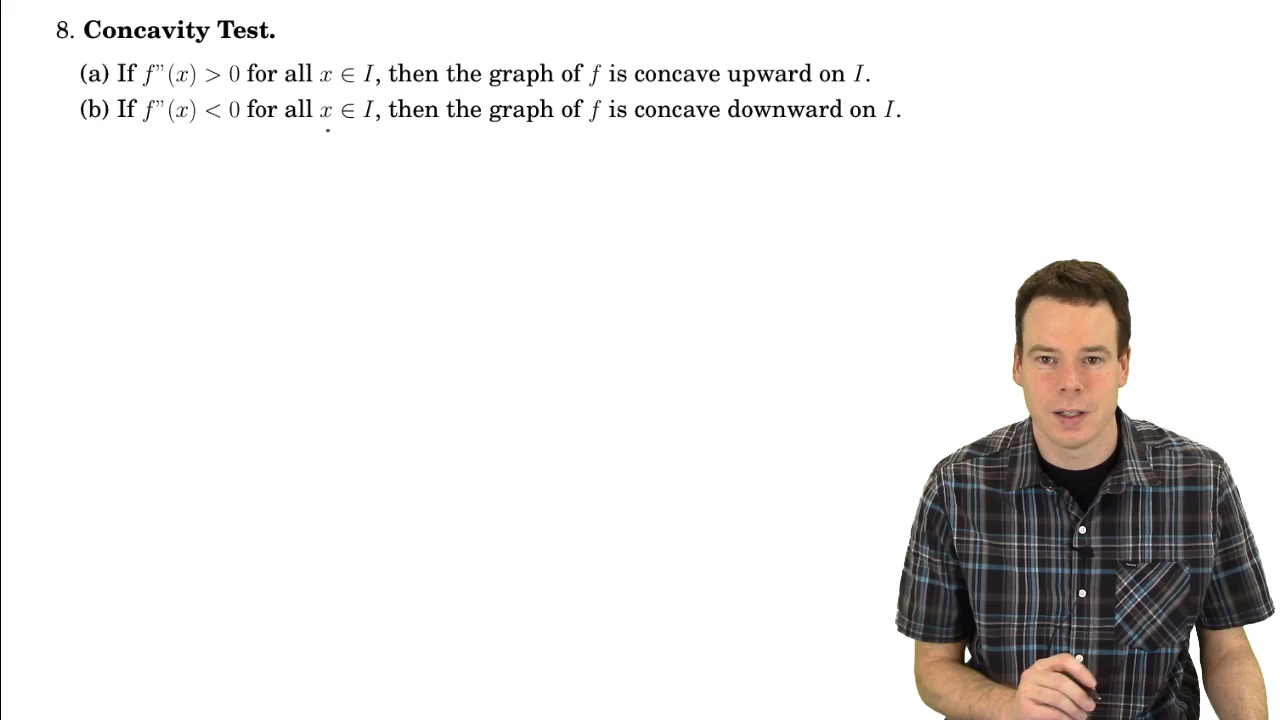 8. Concavity Test.
(a) If f”(x) > 0 for all x ∈ I, then the graph of f is concave upward on I.
(b) If f”(x) < 0 for all x ∈ I, then the graph of f is concave downward on I.